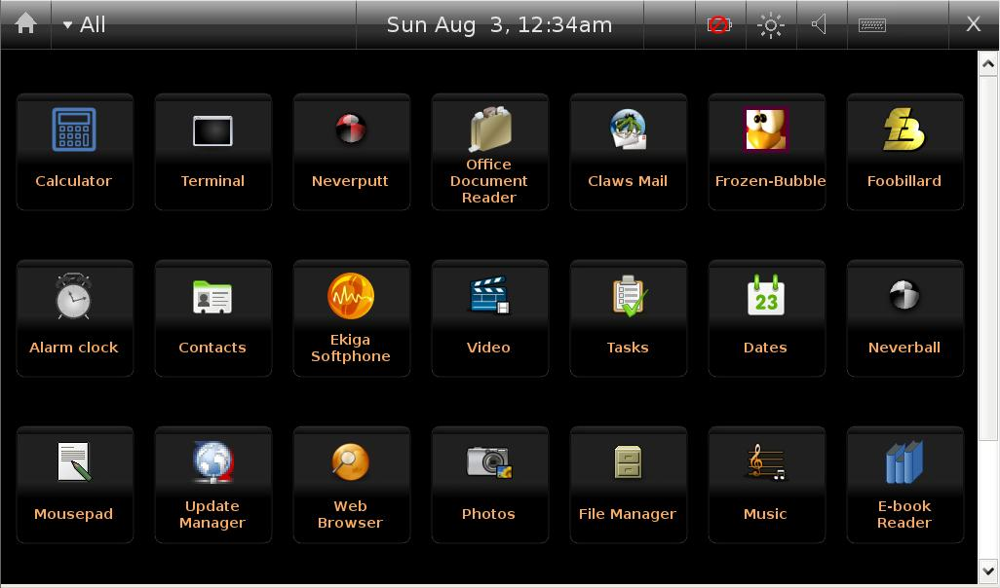 All
Sun Aug  3, 12:34am
X
Calculator
Terminal
Neverputt
Office
Document
Reader
Claws Mail
Frozen-Bubble
Foobillard
Alarm clock
Contacts
Ekiga
Softphone
Video
Tasks
23
Dates
Neverball
Mousepad
Update
Manager
Web
Browser
Photos
File Manager
Music
E-book
Reader